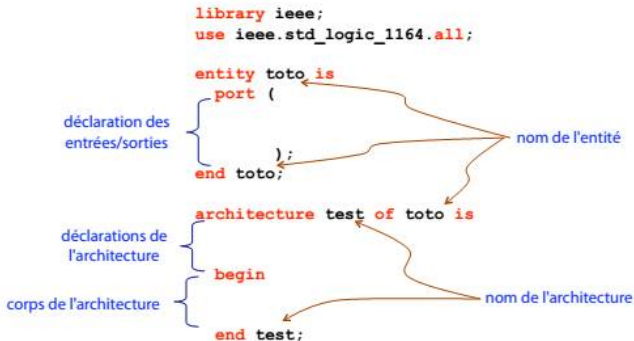 library ieee;
use ieee.std_logic_1164.all;
entity toto is
port (
déclaration des
entrées/sorties
nom de l'entité
);
end toto;
architecture test of toto is
déclarations de
l'architecture
begin
corps de l'architecture
nom de l'architecture
end test;